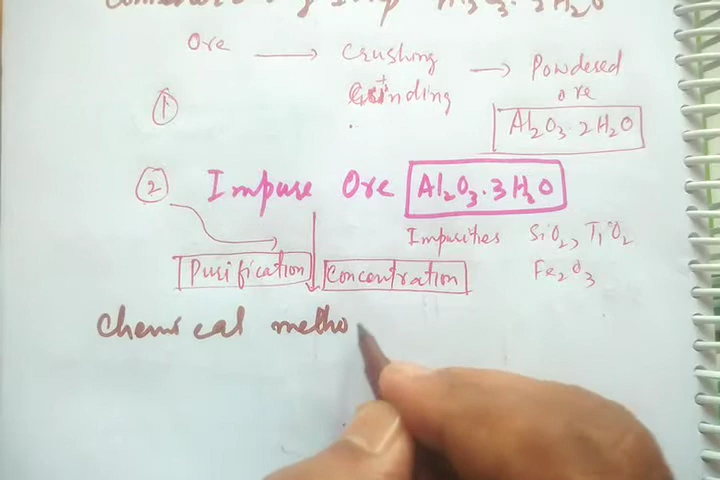 Ore → Crushing → Powdered
+
Grinding ore
① Al₂O₃.2H₂O
② Impure Ore Al₂O₃.3H₂O
Impurities SiO₂, TiO₂
Purification Concentration Fe₂O₃
Chemical metho